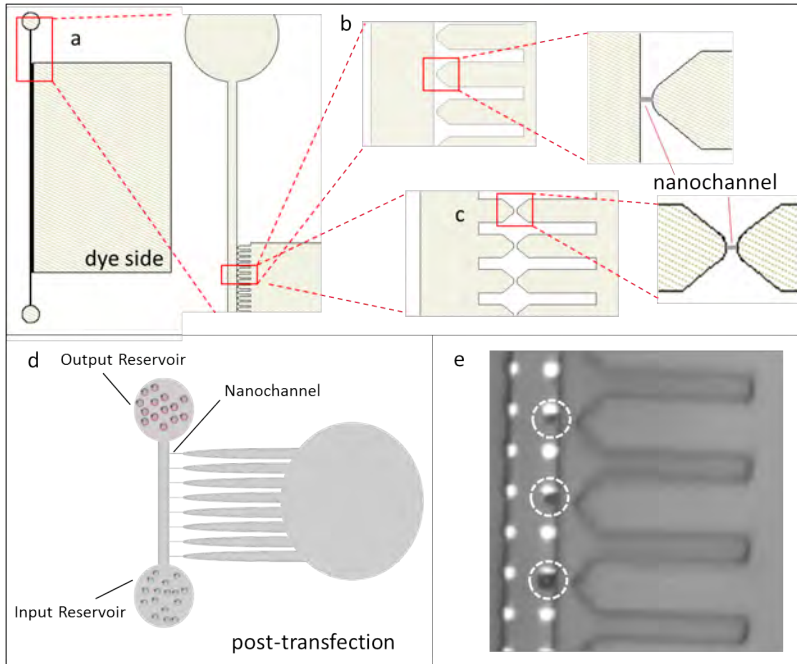 a
dye side
b
nanochannel
c
d
Output Reservoir
Nanochannel
Input Reservoir
post-transfection
e